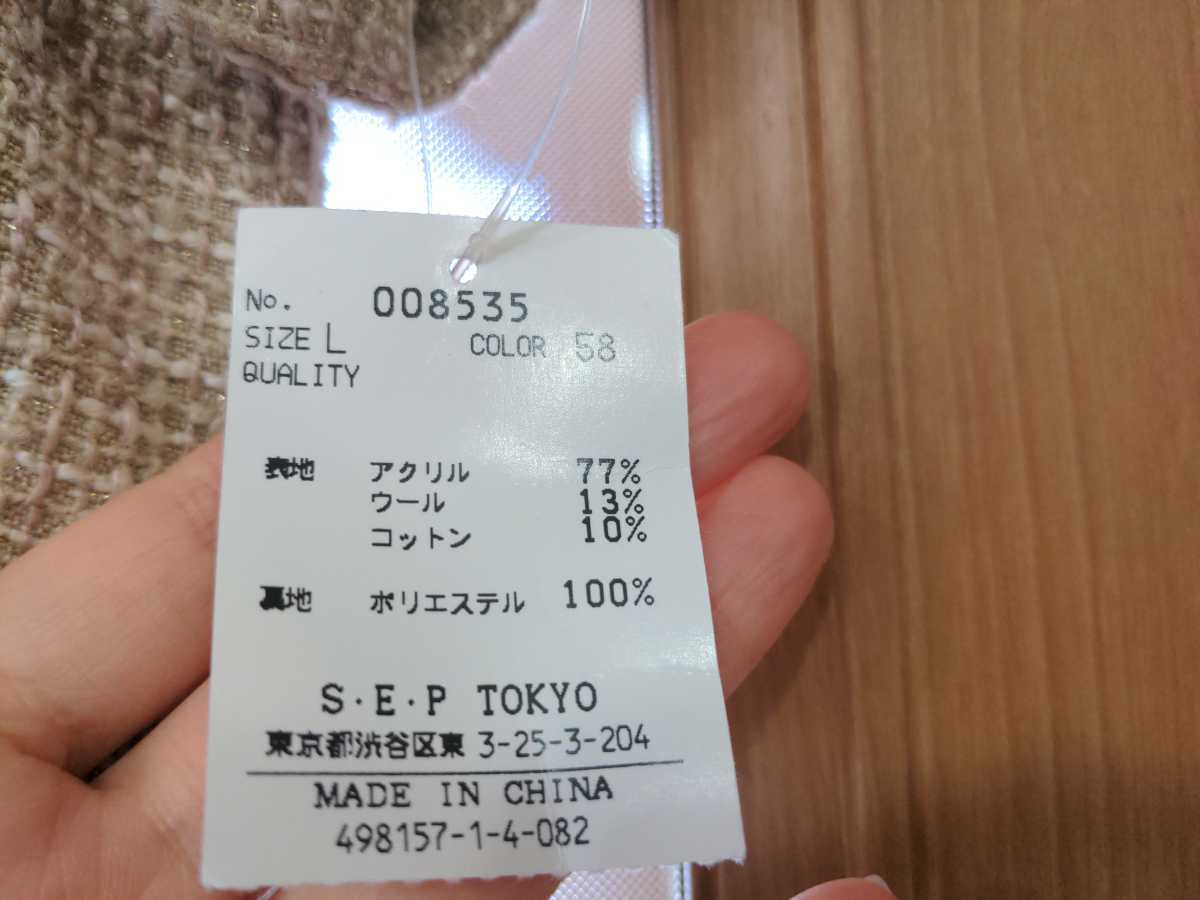 No. 008535
SIZE L COLOR 58
QUALITY
表地 アクリル 77%
ウール 13%
コットン 10%
裏地 ポリエステル 100%
S・E・P TOKYO
東京都渋谷区東 3-25-3-204
MADE IN CHINA
498157-1-4-082